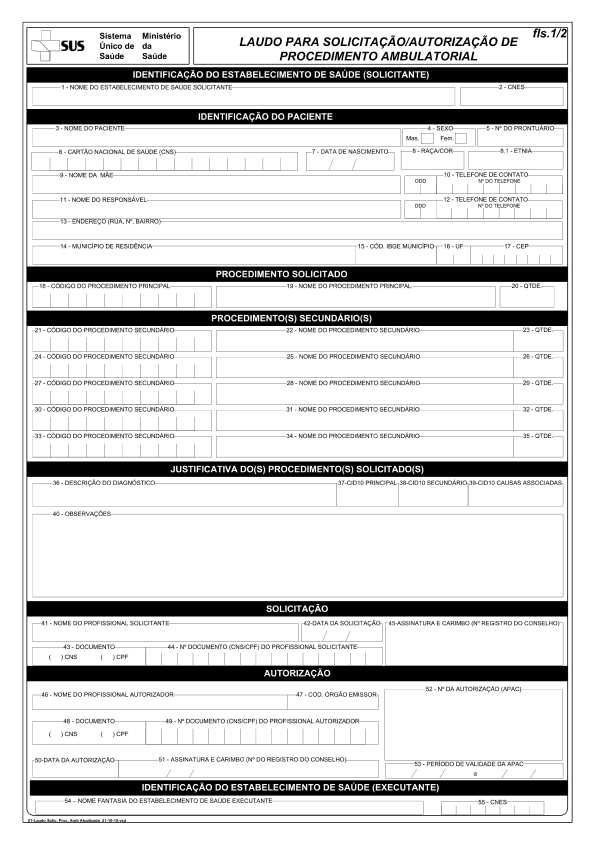 SUS
Sistema Ministério
Único de da
Saúde Saúde
LAUDO PARA SOLICITAÇÃO/AUTORIZAÇÃO DE
PROCEDIMENTO AMBULATORIAL
fls.1/2
IDENTIFICAÇÃO DO ESTABELECIMENTO DE SAÚDE (SOLICITANTE)
1 - NOME DO ESTABELECIMENTO DE SAÚDE SOLICITANTE 2 - CNES
IDENTIFICAÇÃO DO PACIENTE
3 - NOME DO PACIENTE 4 - SEXO 5 - Nº DO PRONTUÁRIO
Mas. Fem.
6 - CARTÃO NACIONAL DE SAÚDE (CNS) 7 - DATA DE NASCIMENTO 8 - RAÇA/COR 8.1 - ETNIA
/ /
9 - NOME DA MÃE 10 - TELEFONE DE CONTATO
DDD Nº DO TELEFONE
11 - NOME DO RESPONSÁVEL 12 - TELEFONE DE CONTATO
DDD Nº DO TELEFONE
13 - ENDEREÇO (RUA, Nº, BAIRRO)
14 - MUNICÍPIO DE RESIDÊNCIA 15 - CÓD. IBGE MUNICÍPIO 16 - UF 17 - CEP
PROCEDIMENTO SOLICITADO
18 - CÓDIGO DO PROCEDIMENTO PRINCIPAL 19 - NOME DO PROCEDIMENTO PRINCIPAL 20 - QTDE.
PROCEDIMENTO(S) SECUNDÁRIO(S)
21 - CÓDIGO DO PROCEDIMENTO SECUNDÁRIO 22 - NOME DO PROCEDIMENTO SECUNDÁRIO 23 - QTDE.
24 - CÓDIGO DO PROCEDIMENTO SECUNDÁRIO 25 - NOME DO PROCEDIMENTO SECUNDÁRIO 26 - QTDE.
27 - CÓDIGO DO PROCEDIMENTO SECUNDÁRIO 28 - NOME DO PROCEDIMENTO SECUNDÁRIO 29 - QTDE.
30 - CÓDIGO DO PROCEDIMENTO SECUNDÁRIO 31 - NOME DO PROCEDIMENTO SECUNDÁRIO 32 - QTDE.
33 - CÓDIGO DO PROCEDIMENTO SECUNDÁRIO 34 - NOME DO PROCEDIMENTO SECUNDÁRIO 35 - QTDE.
JUSTIFICATIVA DO(S) PROCEDIMENTO(S) SOLICITADO(S)
36 - DESCRIÇÃO DO DIAGNÓSTICO 37-CID10 PRINCIPAL 38-CID10 SECUNDÁRIO 39-CID10 CAUSAS ASSOCIADAS
40 - OBSERVAÇÕES
SOLICITAÇÃO
41 - NOME DO PROFISSIONAL SOLICITANTE 42-DATA DA SOLICITAÇÃO 45-ASSINATURA E CARIMBO (Nº REGISTRO DO CONSELHO)
/ /
43 - DOCUMENTO 44 - Nº DOCUMENTO (CNS/CPF) DO PROFISSIONAL SOLICITANTE
( ) CNS ( ) CPF
AUTORIZAÇÃO
46 - NOME DO PROFISSIONAL AUTORIZADOR 47 - CÓD. ÓRGÃO EMISSOR 52 - Nº DA AUTORIZAÇÃO (APAC)
48 - DOCUMENTO 49 - Nº DOCUMENTO (CNS/CPF) DO PROFISSIONAL AUTORIZADOR
( ) CNS ( ) CPF
50-DATA DA AUTORIZAÇÃO 51 - ASSINATURA E CARIMBO (Nº DO REGISTRO DO CONSELHO) 53 - PERÍODO DE VALIDADE DA APAC
/ / / / a / /
IDENTIFICAÇÃO DO ESTABELECIMENTO DE SAÚDE (EXECUTANTE)
54 – NOME FANTASIA DO ESTABELECIMENTO DE SAÚDE EXECUTANTE 55 - CNES